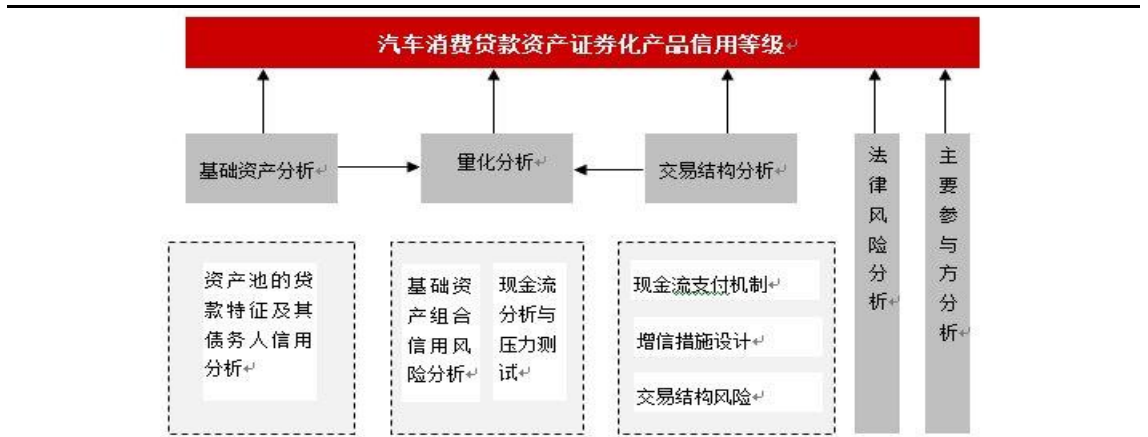 汽车消费贷款资产证券化产品信用等级
基础资产分析
量化分析
交易结构分析
法律风险分析
主要参与方分析
资产池的贷
款特征及其
债务人信用
分析
基础资
产组合
信用风
险分析
现金流
分析与
压力测
试
现金流支付机制
增信措施设计
交易结构风险